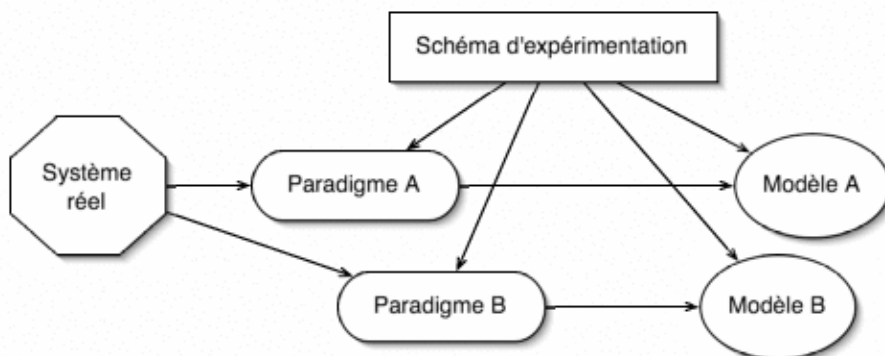 Schéma d'expérimentation
Système
réel
Paradigme A
Modèle A
Paradigme B
Modèle B